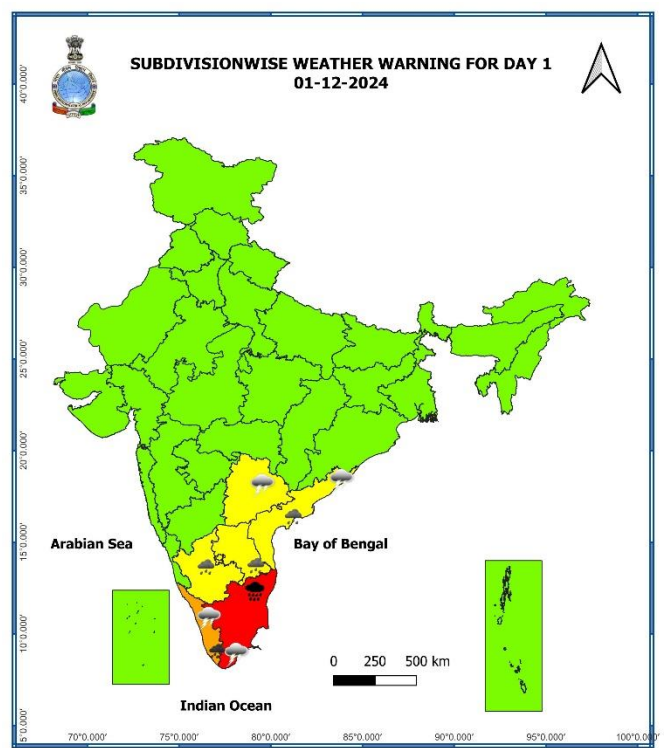 SUBDIVISIONWISE WEATHER WARNING FOR DAY 1
01-12-2024
40°0.000'
35°0.000'
30°0.000'
25°0.000'
20°0.000'
15°0.000'
10°0.000'
5°0.000'
Arabian Sea
Bay of Bengal
0 250 500 km
Indian Ocean
70°0.000' 75°0.000' 80°0.000' 85°0.000' 90°0.000' 95°0.000' 100°0.000'